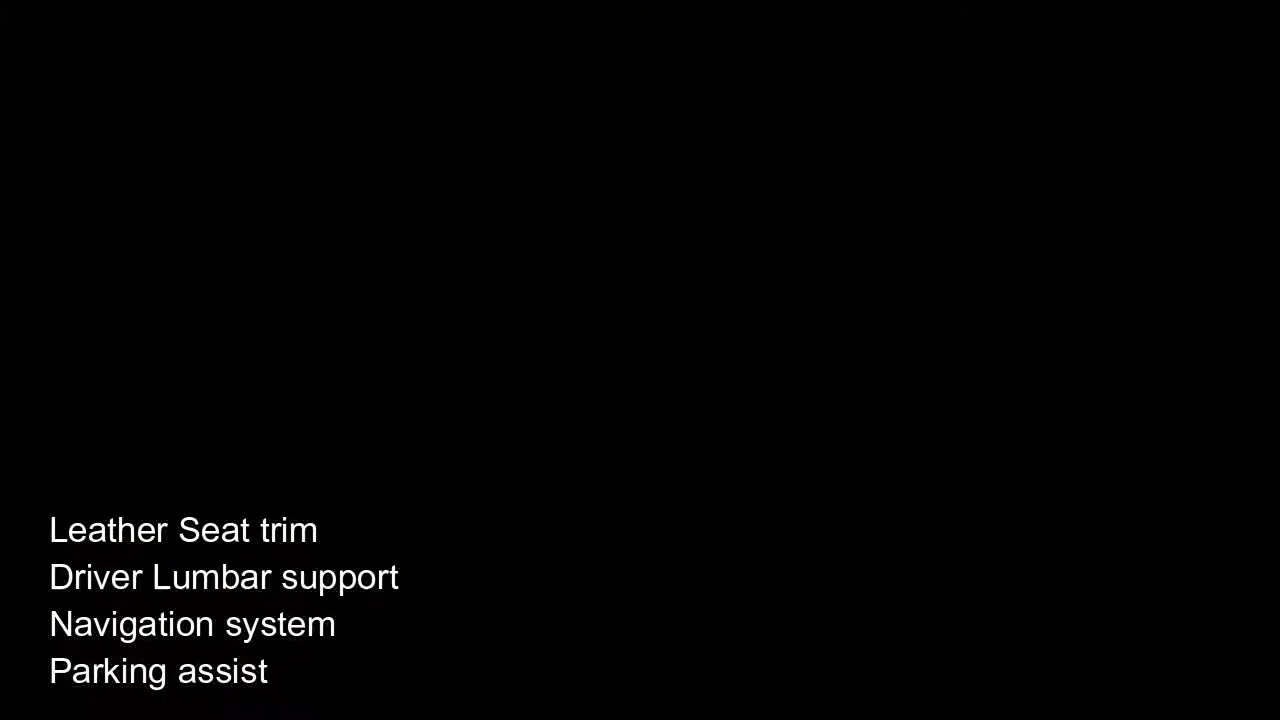 Leather Seat trim
Driver Lumbar support
Navigation system
Parking assist